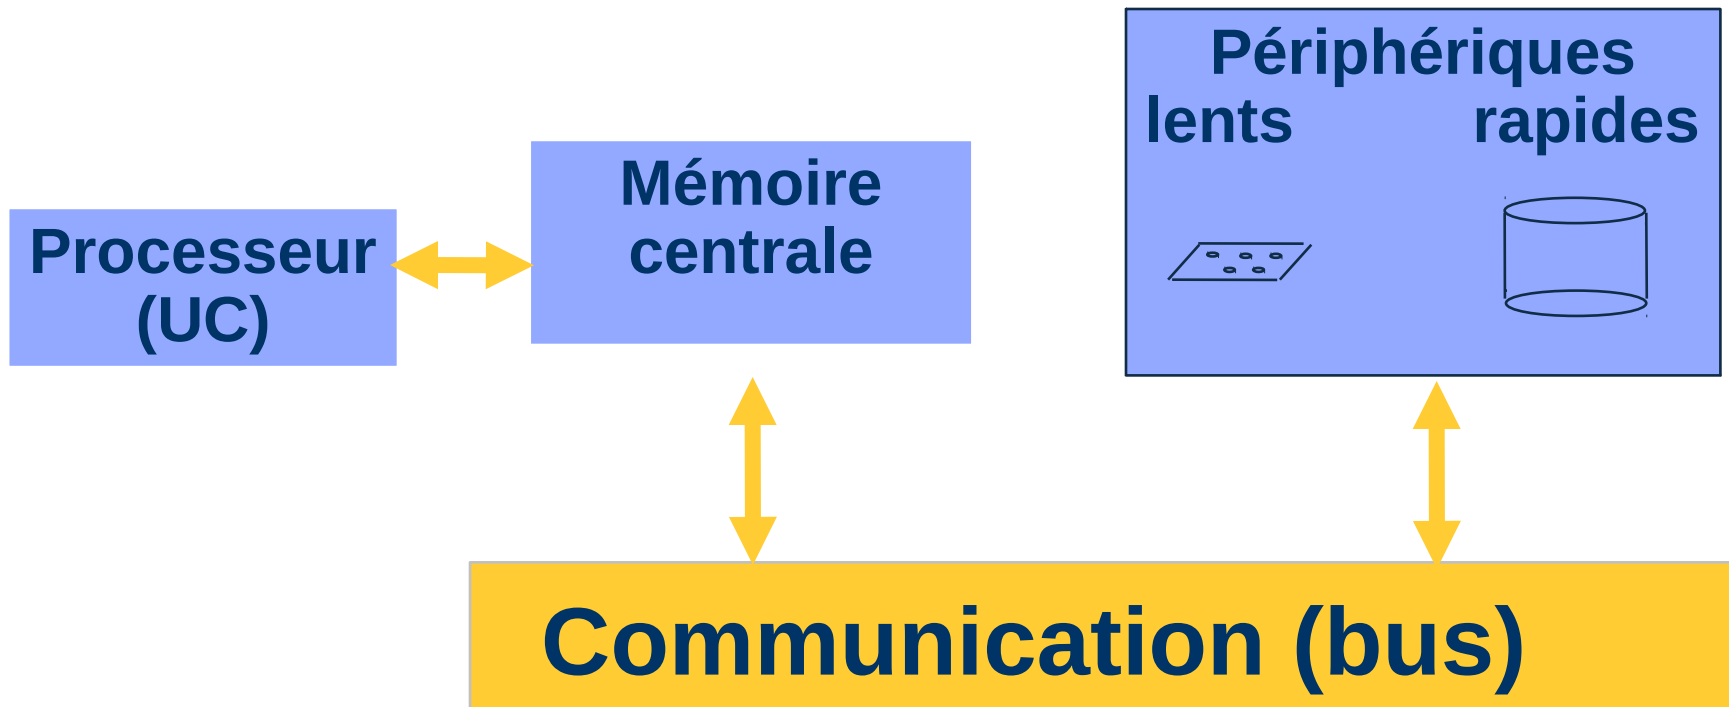 Périphériques
lents rapides
Mémoire
centrale
Processeur
(UC)
Communication (bus)